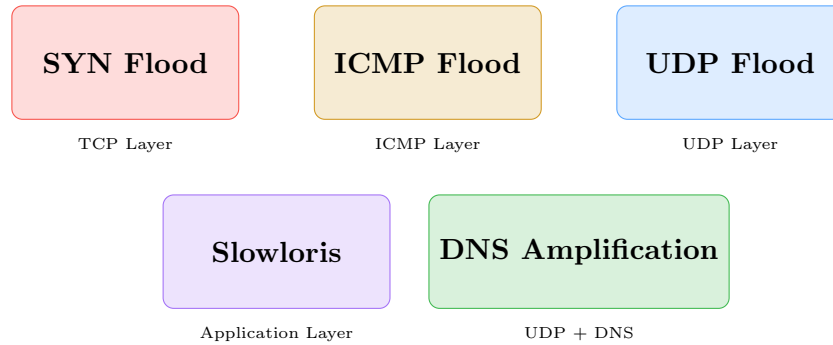 SYN Flood
ICMP Flood
UDP Flood
TCP Layer
ICMP Layer
UDP Layer
Slowloris
DNS Amplification
Application Layer
UDP + DNS